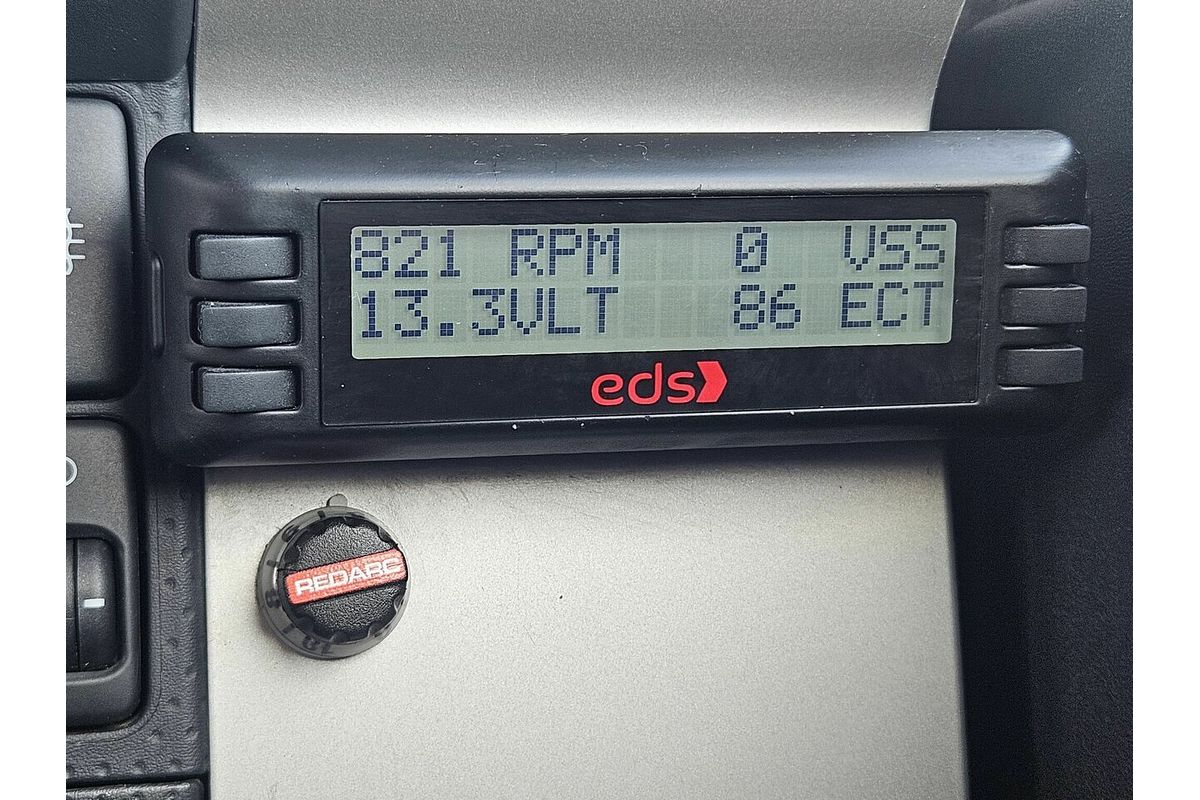 821 RPM 0 VSS
13.3VLT 86 ECT
eds
REDARC